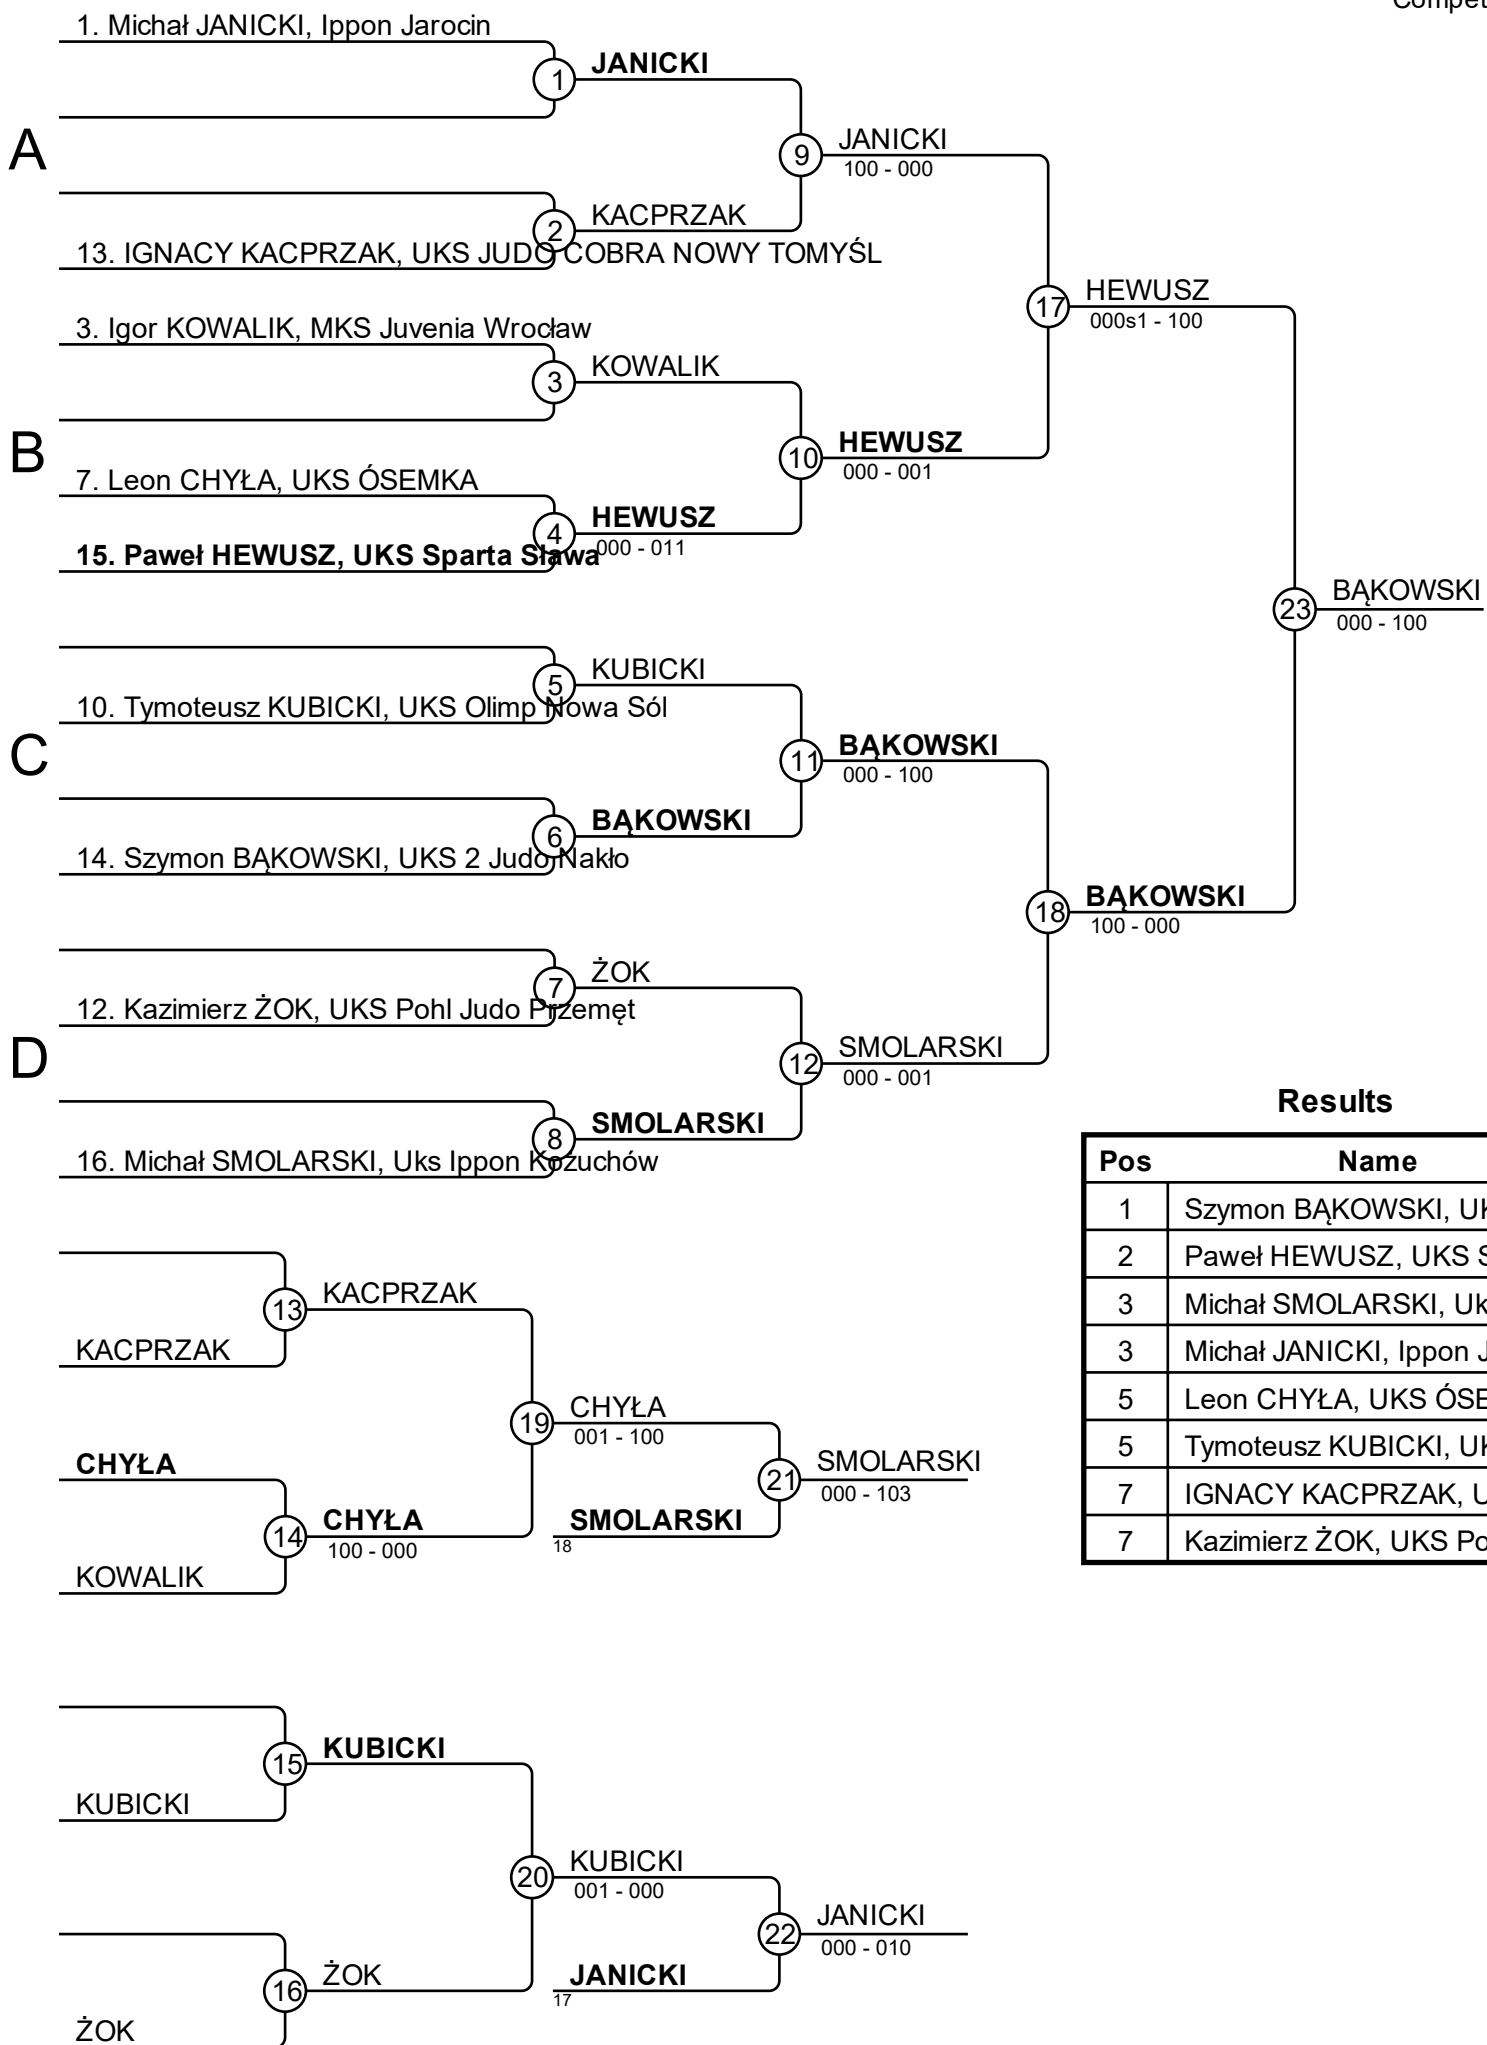 Compet
1. Michał JANICKI, Ippon Jarocin
1
JANICKI
A
9
JANICKI
100 - 000
2
KACPRZAK
13. IGNACY KACPRZAK, UKS JUDO COBRA NOWY TOMYŚL
17
HEWUSZ
000s1 - 100
3. Igor KOWALIK, MKS Juvenia Wrocław
3
KOWALIK
B
10
HEWUSZ
000 - 001
7. Leon CHYŁA, UKS ÓSEMKA
4
HEWUSZ
000 - 011
15. Paweł HEWUSZ, UKS Sparta Sława
23
BĄKOWSKI
000 - 100
5
KUBICKI
10. Tymoteusz KUBICKI, UKS Olimp Nowa Sól
C
11
BĄKOWSKI
000 - 100
6
BĄKOWSKI
14. Szymon BĄKOWSKI, UKS 2 Judo Nakło
18
BĄKOWSKI
100 - 000
7
ŻOK
12. Kazimierz ŻOK, UKS Pohl Judo Przemęt
D
12
SMOLARSKI
000 - 001
8
SMOLARSKI
16. Michał SMOLARSKI, Uks Ippon Kożuchów
Results
Pos Name
1 Szymon BĄKOWSKI, UK
2 Paweł HEWUSZ, UKS S
3 Michał SMOLARSKI, Uk
3 Michał JANICKI, Ippon J
5 Leon CHYŁA, UKS ÓSE
5 Tymoteusz KUBICKI, UK
7 IGNACY KACPRZAK, U
7 Kazimierz ŻOK, UKS Po
13
KACPRZAK
KACPRZAK
19
CHYŁA
001 - 100
CHYŁA
14
CHYŁA
100 - 000
KOWALIK
21
SMOLARSKI
000 - 103
SMOLARSKI
18
15
KUBICKI
KUBICKI
20
KUBICKI
001 - 000
22
JANICKI
000 - 010
JANICKI
17
16
ŻOK
ŻOK